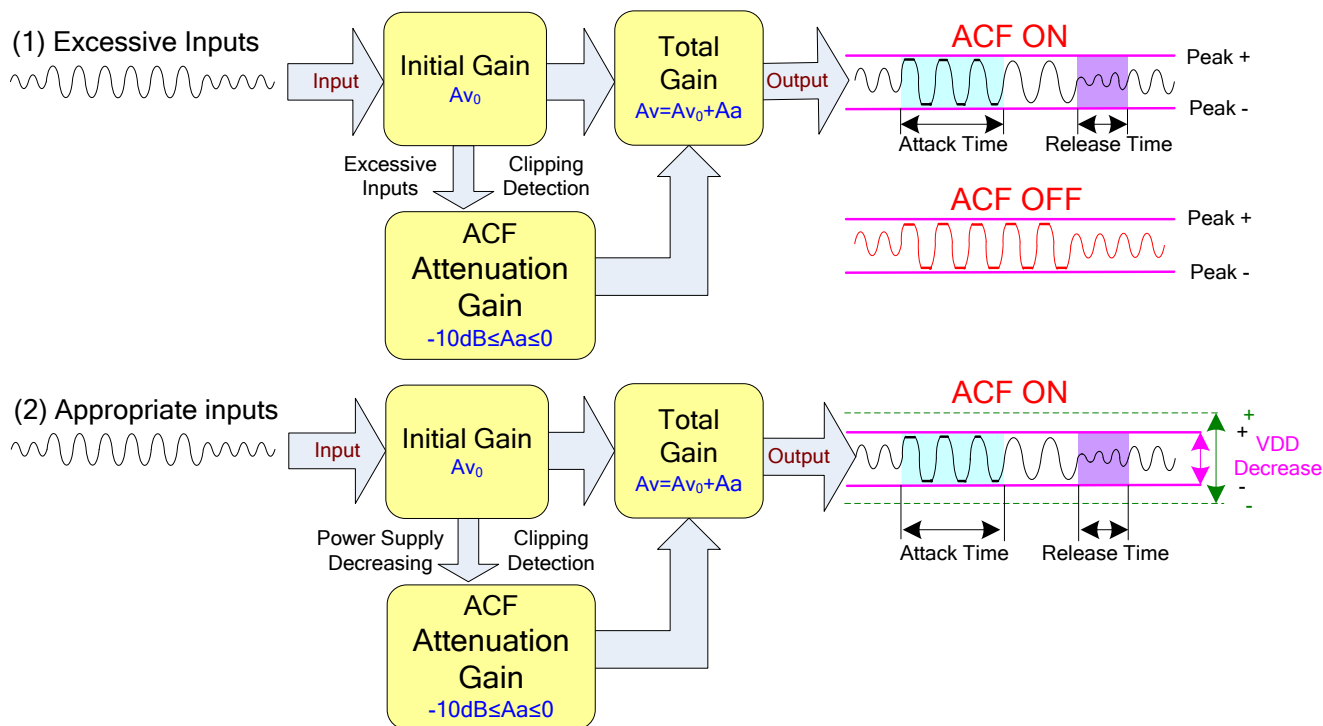 (1) Excessive Inputs
Input
Initial Gain
Av₀
Excessive
Inputs
Clipping
Detection
ACF
Attenuation
Gain
-10dB≤Aa≤0
Total
Gain
Av=Av₀+Aa
Output
ACF ON
Peak +
Peak -
Attack Time
Release Time
ACF OFF
Peak +
Peak -
(2) Appropriate inputs
Input
Initial Gain
Av₀
Power Supply
Decreasing
Clipping
Detection
ACF
Attenuation
Gain
-10dB≤Aa≤0
Total
Gain
Av=Av₀+Aa
Output
ACF ON
+
+
VDD
Decrease
-
-
Attack Time
Release Time